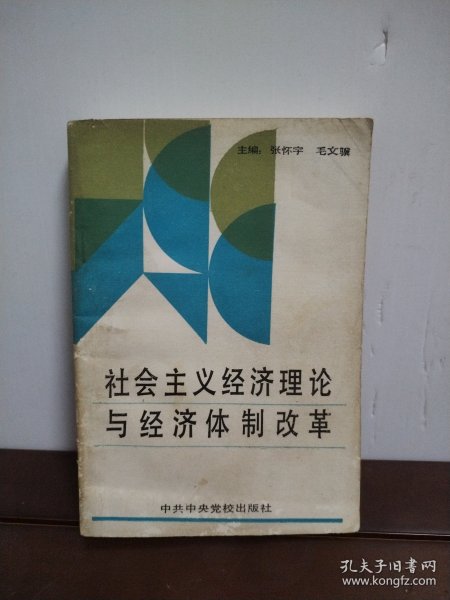 主编：张怀宇 毛文骥
社会主义经济理论
与经济体制改革
中共中央党校出版社
孔夫子旧书网
www.kongfz.com